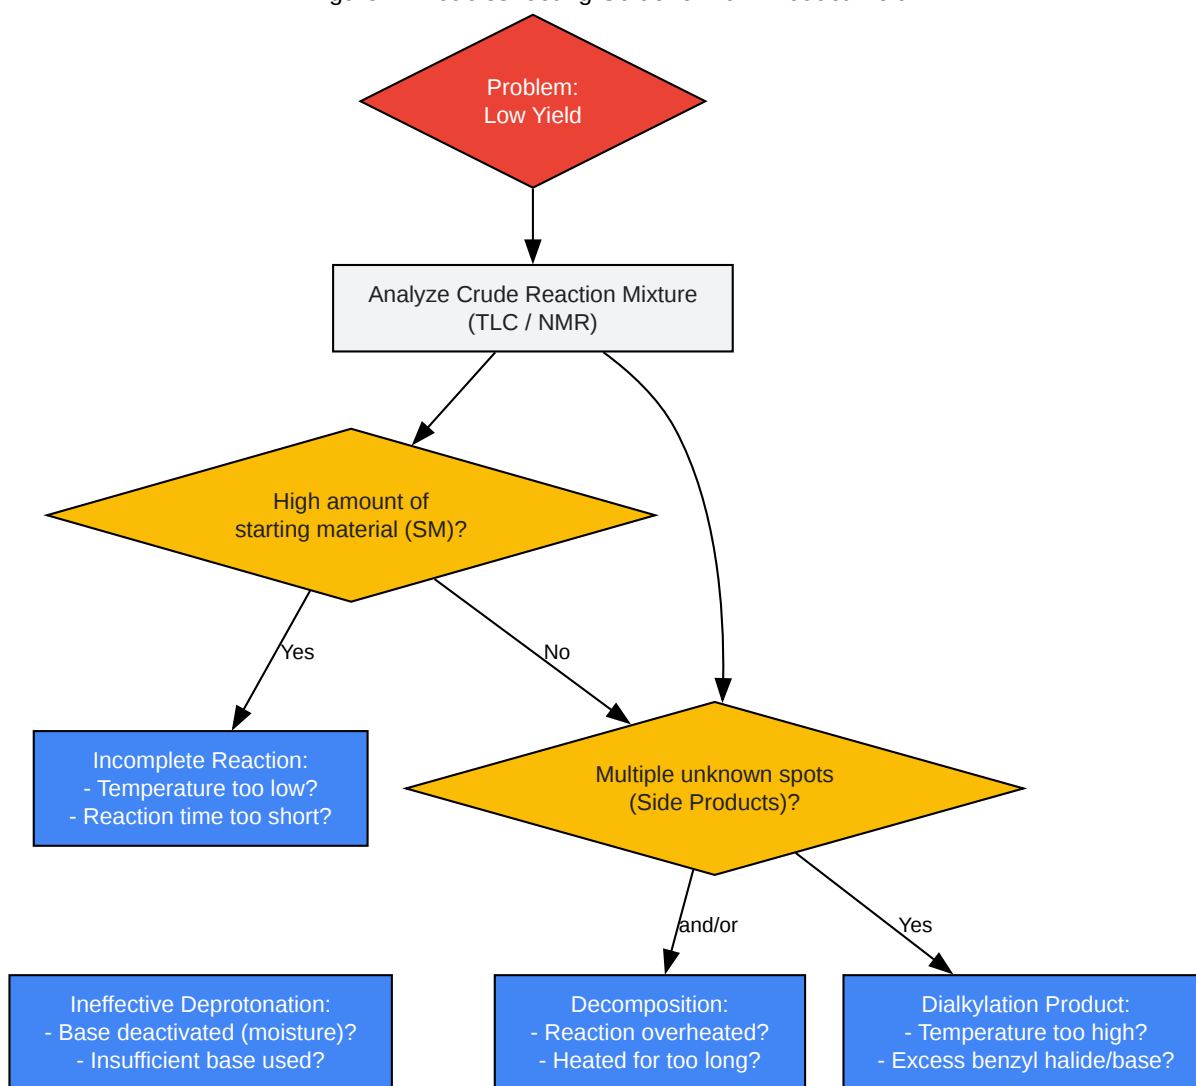 Problem:
Low Yield
Analyze Crude Reaction Mixture
(TLC / NMR)
High amount of
starting material (SM)?
Yes
No
Incomplete Reaction:
- Temperature too low?
- Reaction time too short?
Multiple unknown spots
(Side Products)?
and/or
Yes
Ineffective Deprotonation:
- Base deactivated (moisture)?
- Insufficient base used?
Decomposition:
- Reaction overheated?
- Heated for too long?
Dialkylation Product:
- Temperature too high?
- Excess benzyl halide/base?